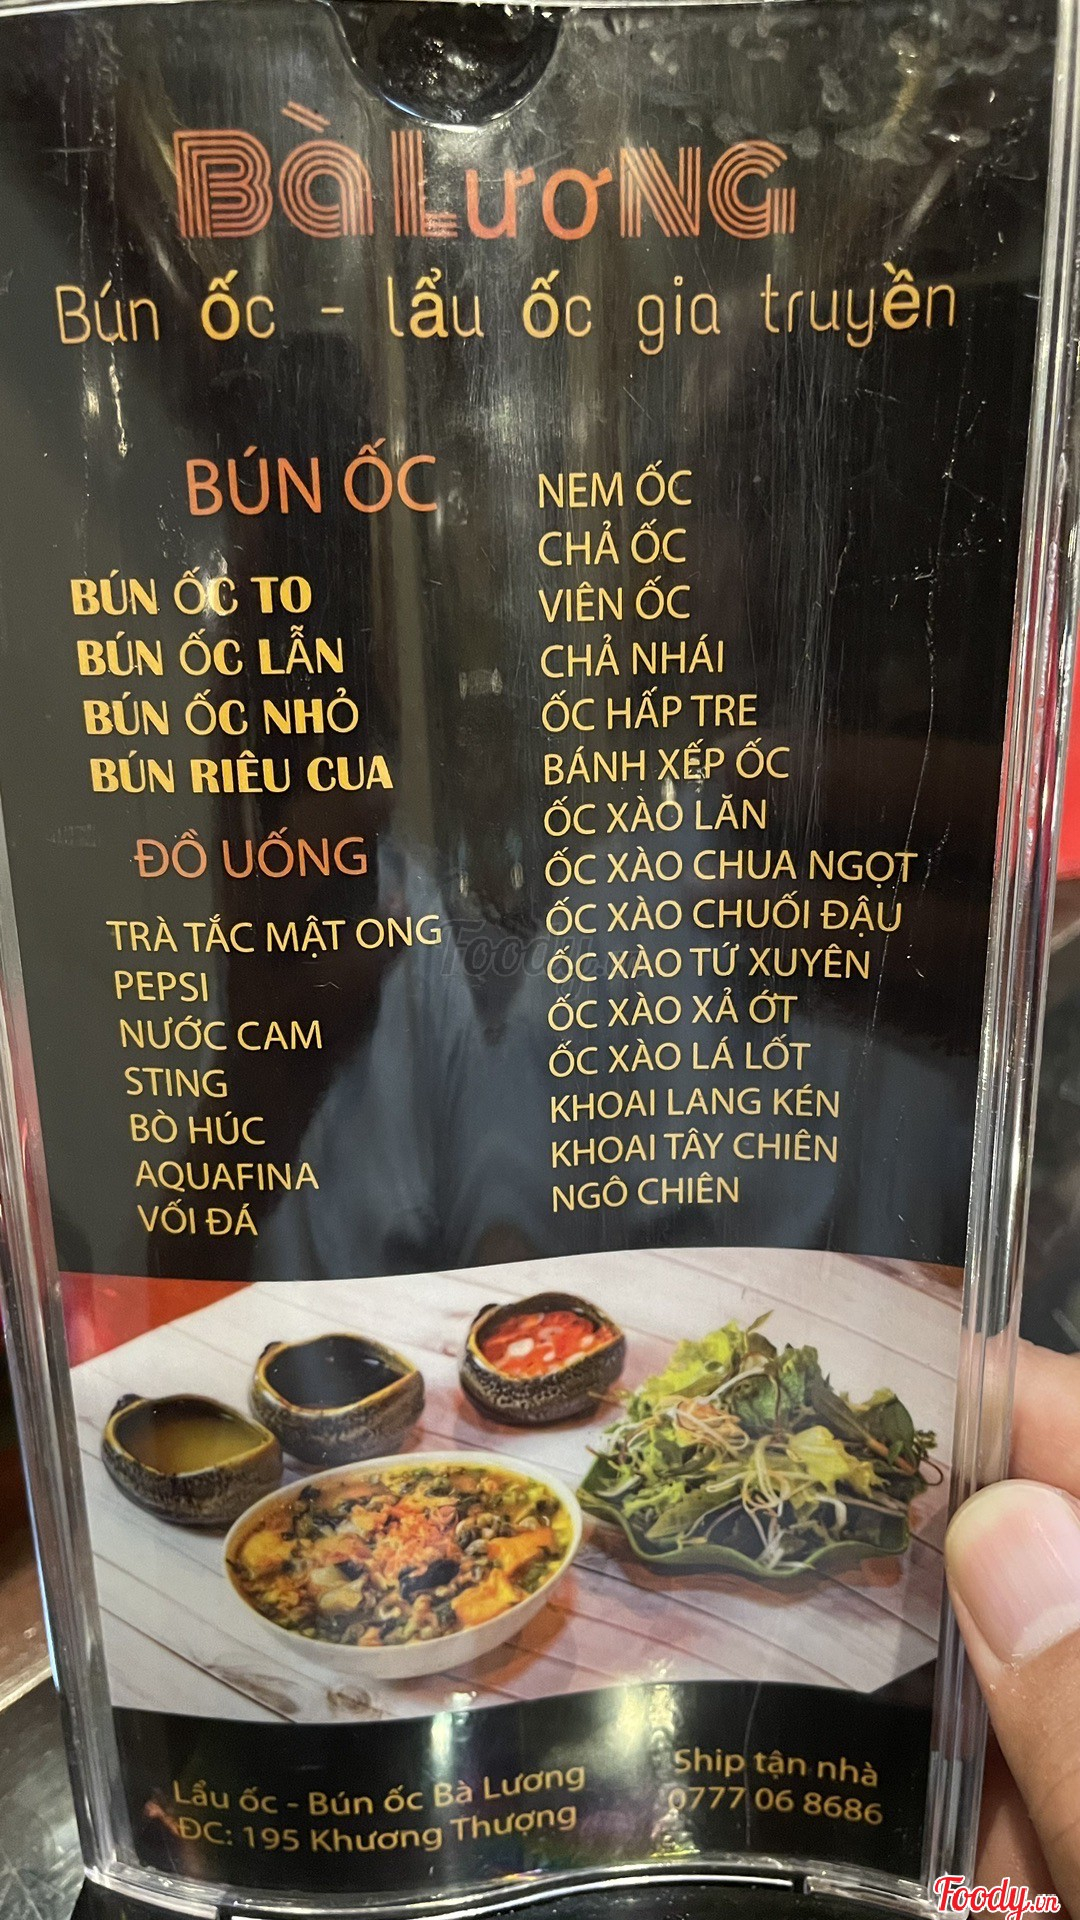 Bà Lương
Bún ốc - lẩu ốc gia truyền
BÚN ỐC
BÚN ỐC TO
BÚN ỐC LẪN
BÚN ỐC NHỎ
BÚN RIÊU CUA
ĐỒ UỐNG
TRÀ TẮC MẬT ONG
PEPSI
NƯỚC CAM
STING
BÒ HÚC
AQUAFINA
VỐI ĐÁ
NEM ỐC
CHẢ ỐC
VIÊN ỐC
CHẢ NHÁI
ỐC HẤP TRE
BÁNH XẾP ỐC
ỐC XÀO LĂN
ỐC XÀO CHUA NGỌT
ỐC XÀO CHUỐI ĐẬU
ỐC XÀO TỨ XUYÊN
ỐC XÀO XẢ ỚT
ỐC XÀO LÁ LỐT
KHOAI LANG KÉN
KHOAI TÂY CHIÊN
NGÔ CHIÊN
Foody.vn
Lẩu ốc - Bún ốc Bà Lương
ĐC: 195 Khương Thượng
Ship tận nhà
0777 06 8686
Foody.vn